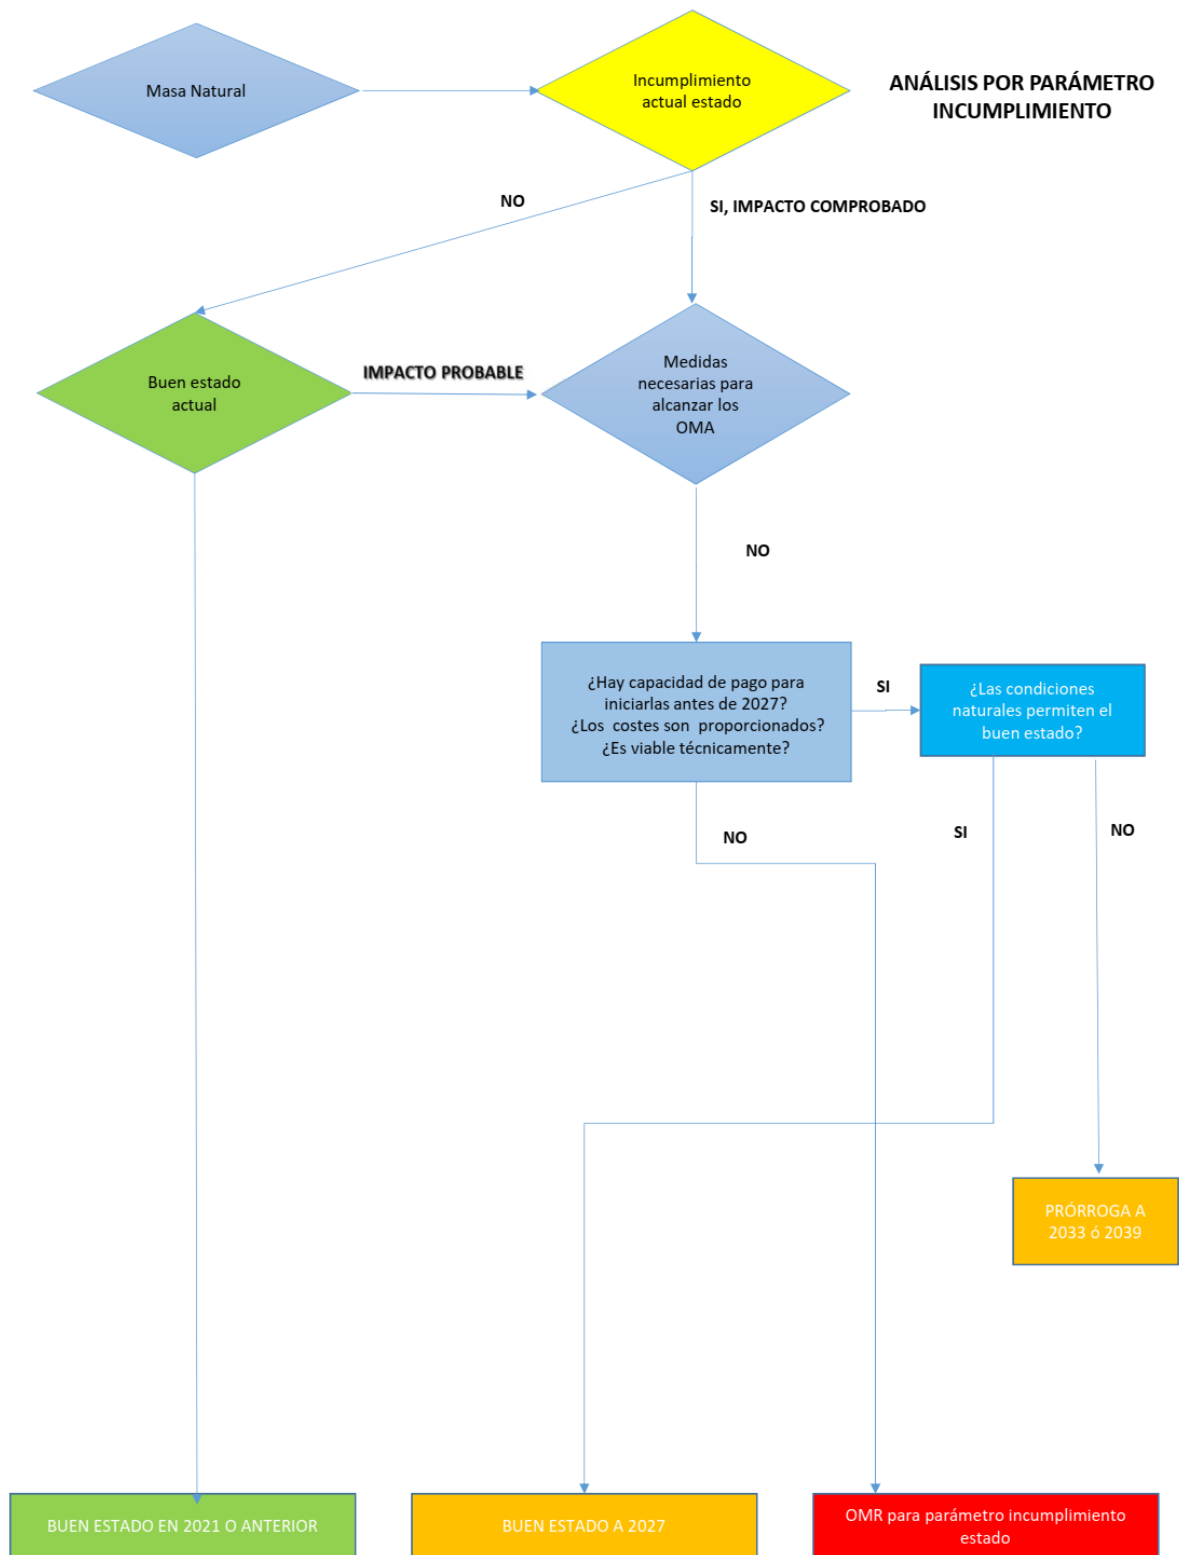 Masa Natural
Incumplimiento
actual estado
ANÁLISIS POR PARÁMETRO
INCUMPLIMIENTO
NO
SI, IMPACTO COMPROBADO
Buen estado
actual
IMPACTO PROBABLE
Medidas
necesarias para
alcanzar los
OMA
NO
¿Hay capacidad de pago para
iniciarlas antes de 2027?
¿Los costes son proporcionados?
¿Es viable técnicamente?
SI
¿Las condiciones
naturales permiten el
buen estado?
NO
SI
NO
PRÓRROGA A
2033 ó 2039
BUEN ESTADO EN 2021 O ANTERIOR
BUEN ESTADO A 2027
OMR para parámetro incumplimiento
estado